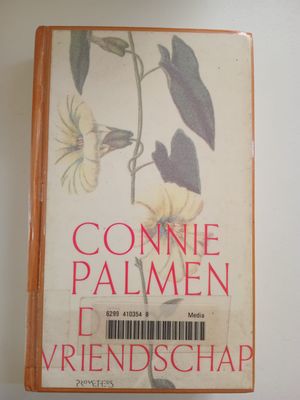 CONNIE
PALMEN
6299 410354 8 Media
D
VRIENDSCHAP
PROMETHEUS